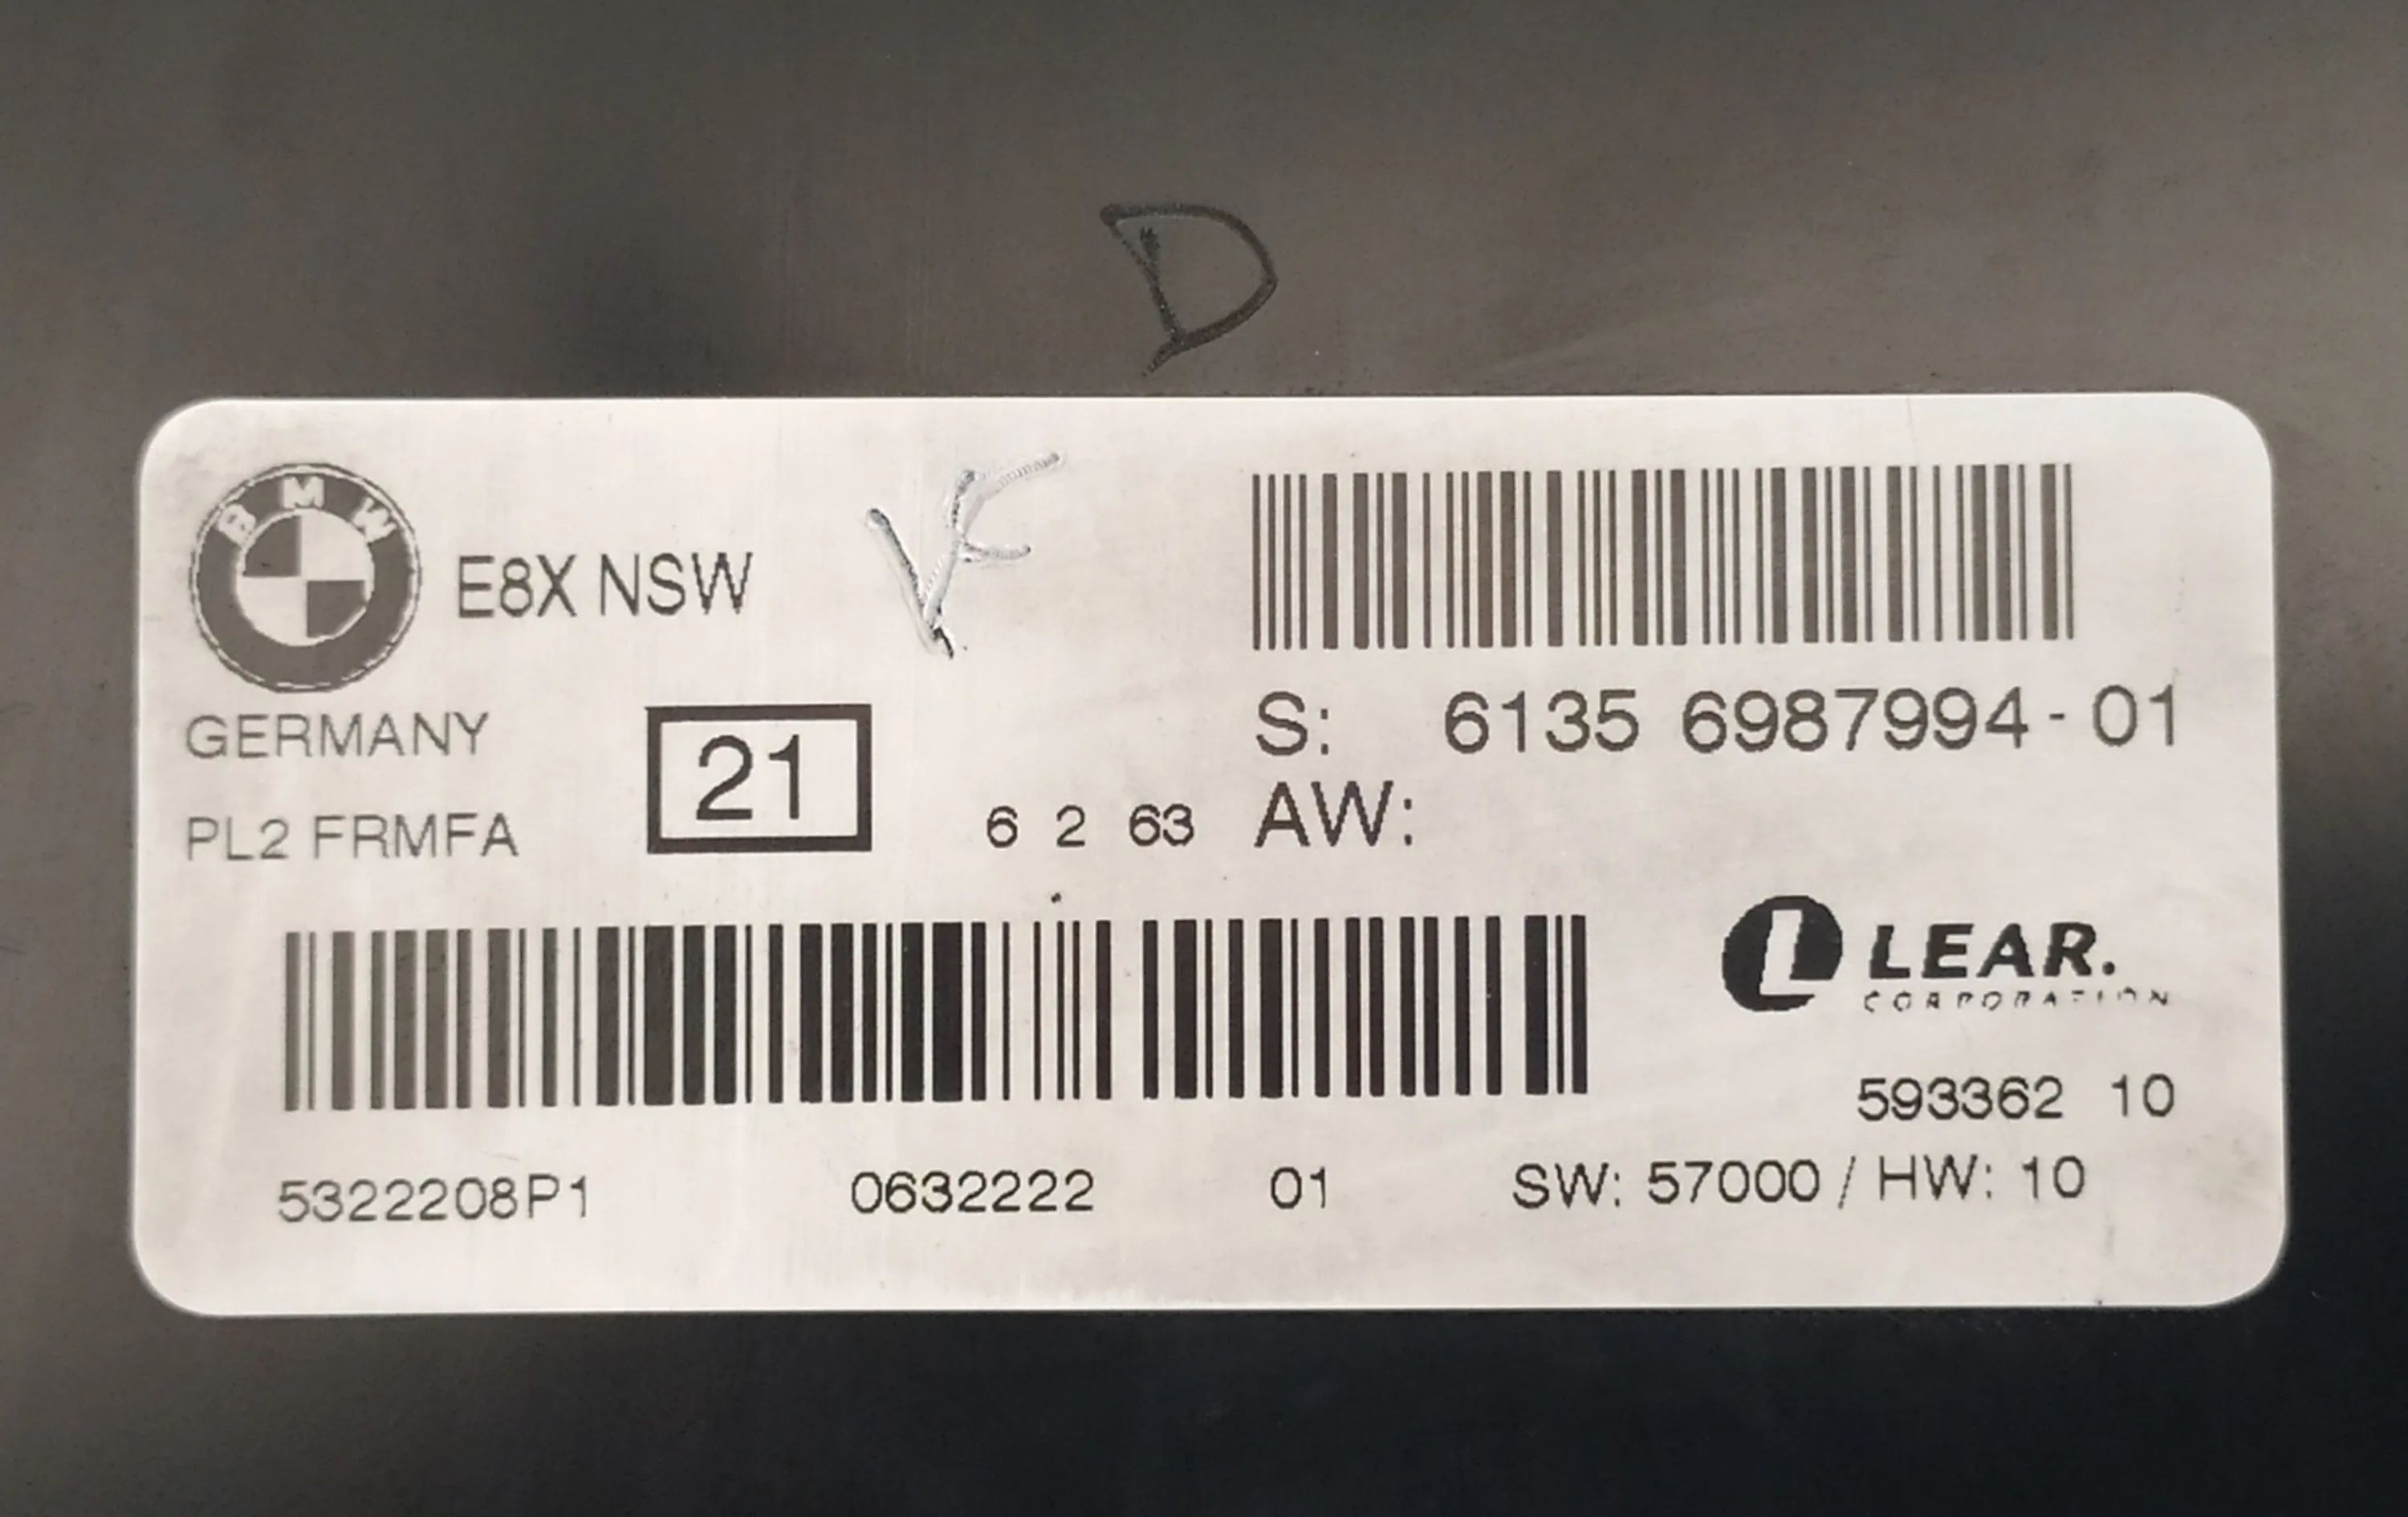 D
BMW
E8X NSW
VF
S: 6135 6987994-01
GERMANY
21
AW:
PL2 FRMFA
6 2 63
LEAR.
CORPORATION
593362 10
5322208P1 0632222 01
SW: 57000 / HW: 10